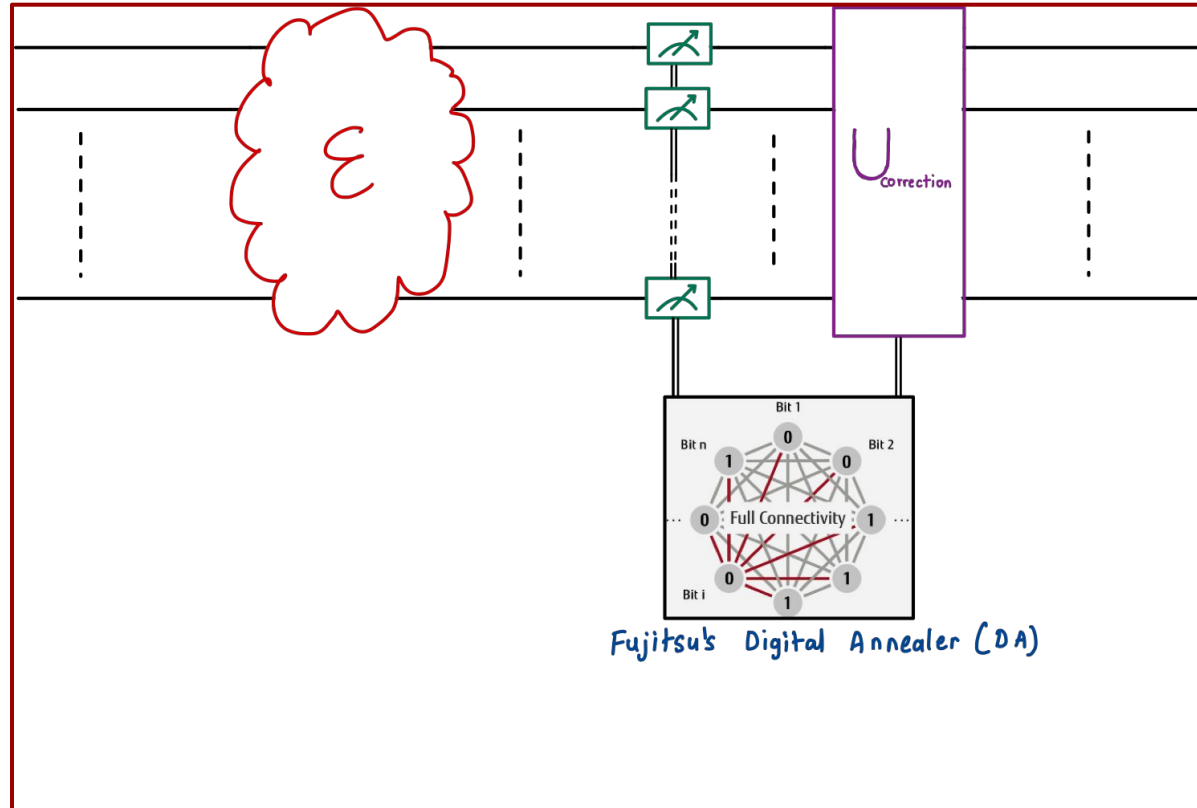 ε
U correction
Bit 1
Bit n
Bit 2
0
1
0
0
Full Connectivity
1
... ...
0
1
Bit i
1
Fujitsu's Digital Annealer (DA)